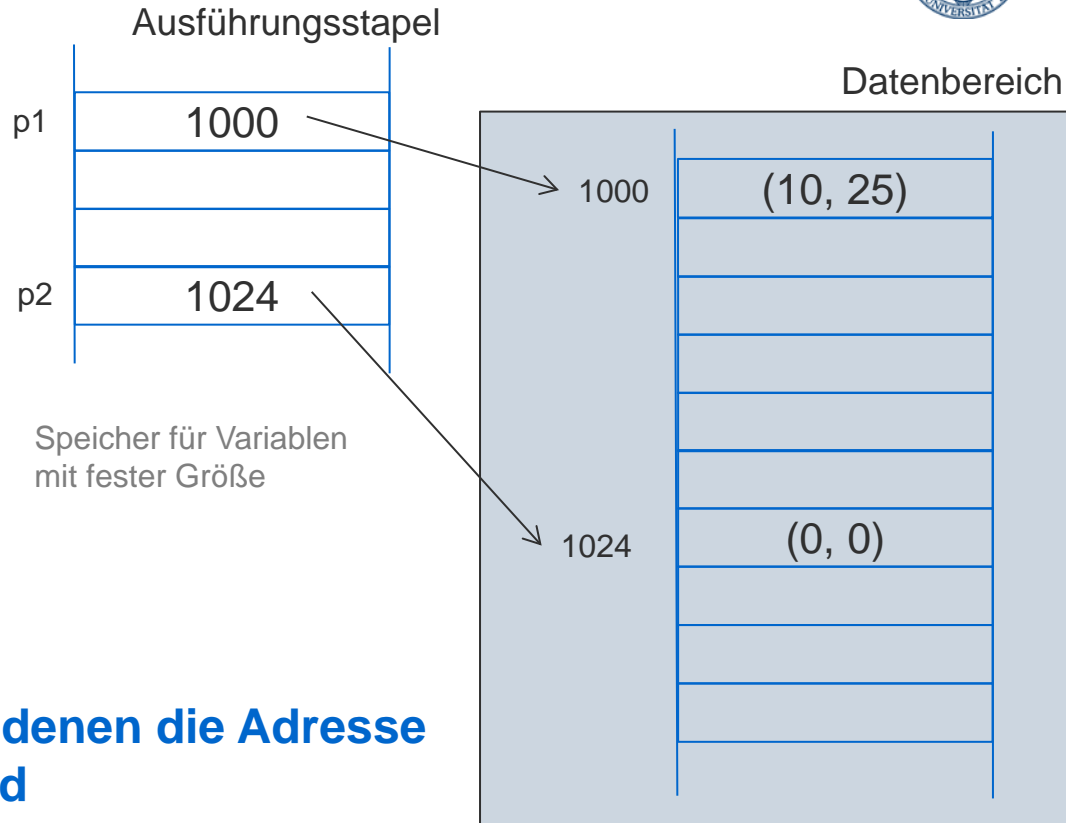 UNIVERSITÄT
Ausführungsstapel
Datenbereich
p1
1000
1000
(10, 25)
p2
1024
Speicher für Variablen
mit fester Größe
1024
(0, 0)
denen die Adresse
d